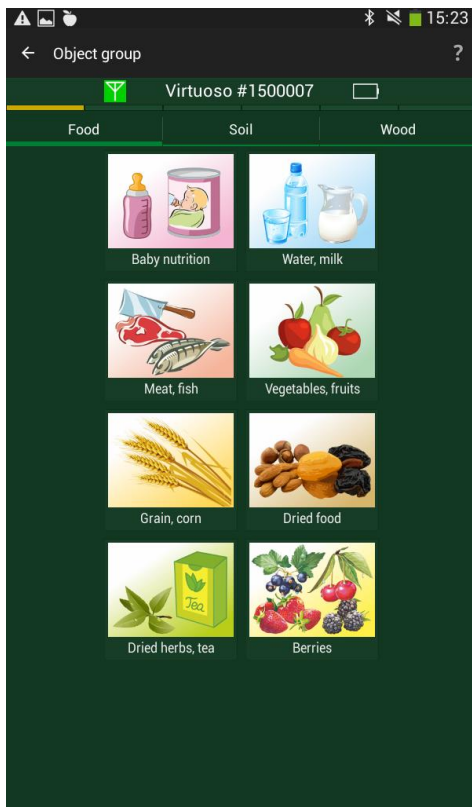 15:23
Object group
?
Virtuoso #1500007
Food Soil Wood
Baby nutrition
Water, milk
Meat, fish
Vegetables, fruits
Grain, corn
Dried food
Tea
Dried herbs, tea
Berries